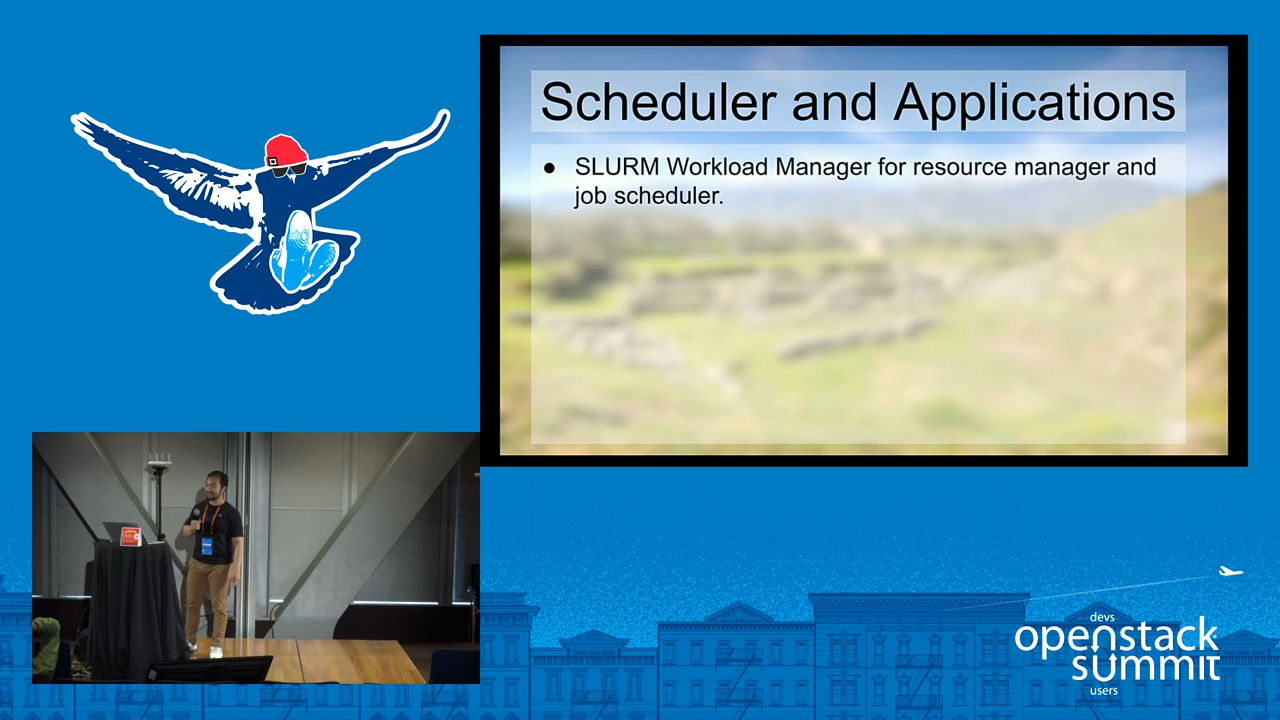 Scheduler and Applications
● SLURM Workload Manager for resource manager and
job scheduler.
devs
openstack
summit
users